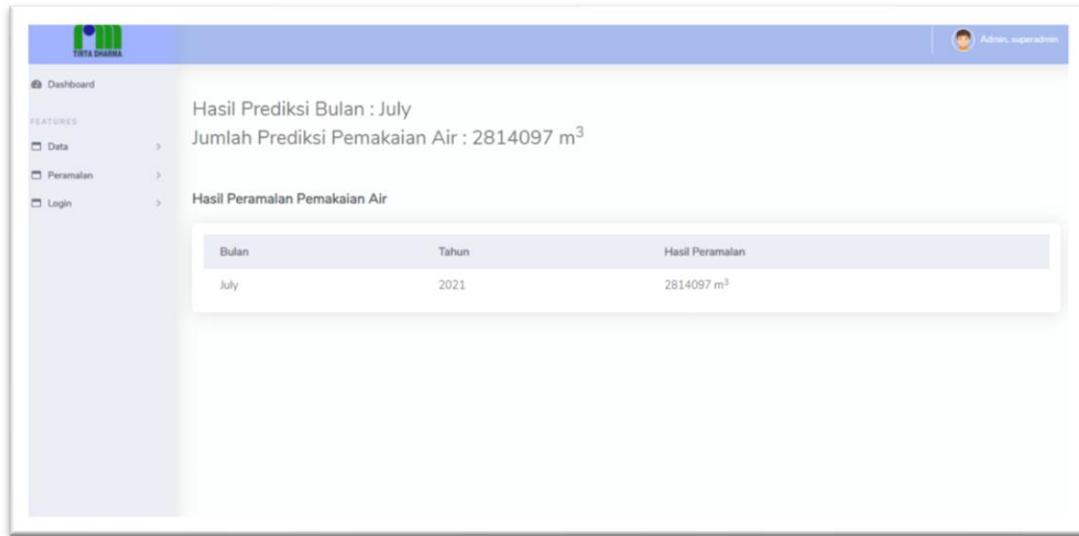 TIRTA DHARMA
Admin, superadmin
Dashboard
FEATURES
Data
Peramalan
Login
Hasil Prediksi Bulan : July
Jumlah Prediksi Pemakaian Air : 2814097 m³
Hasil Peramalan Pemakaian Air
Bulan Tahun Hasil Peramalan
July 2021 2814097 m³